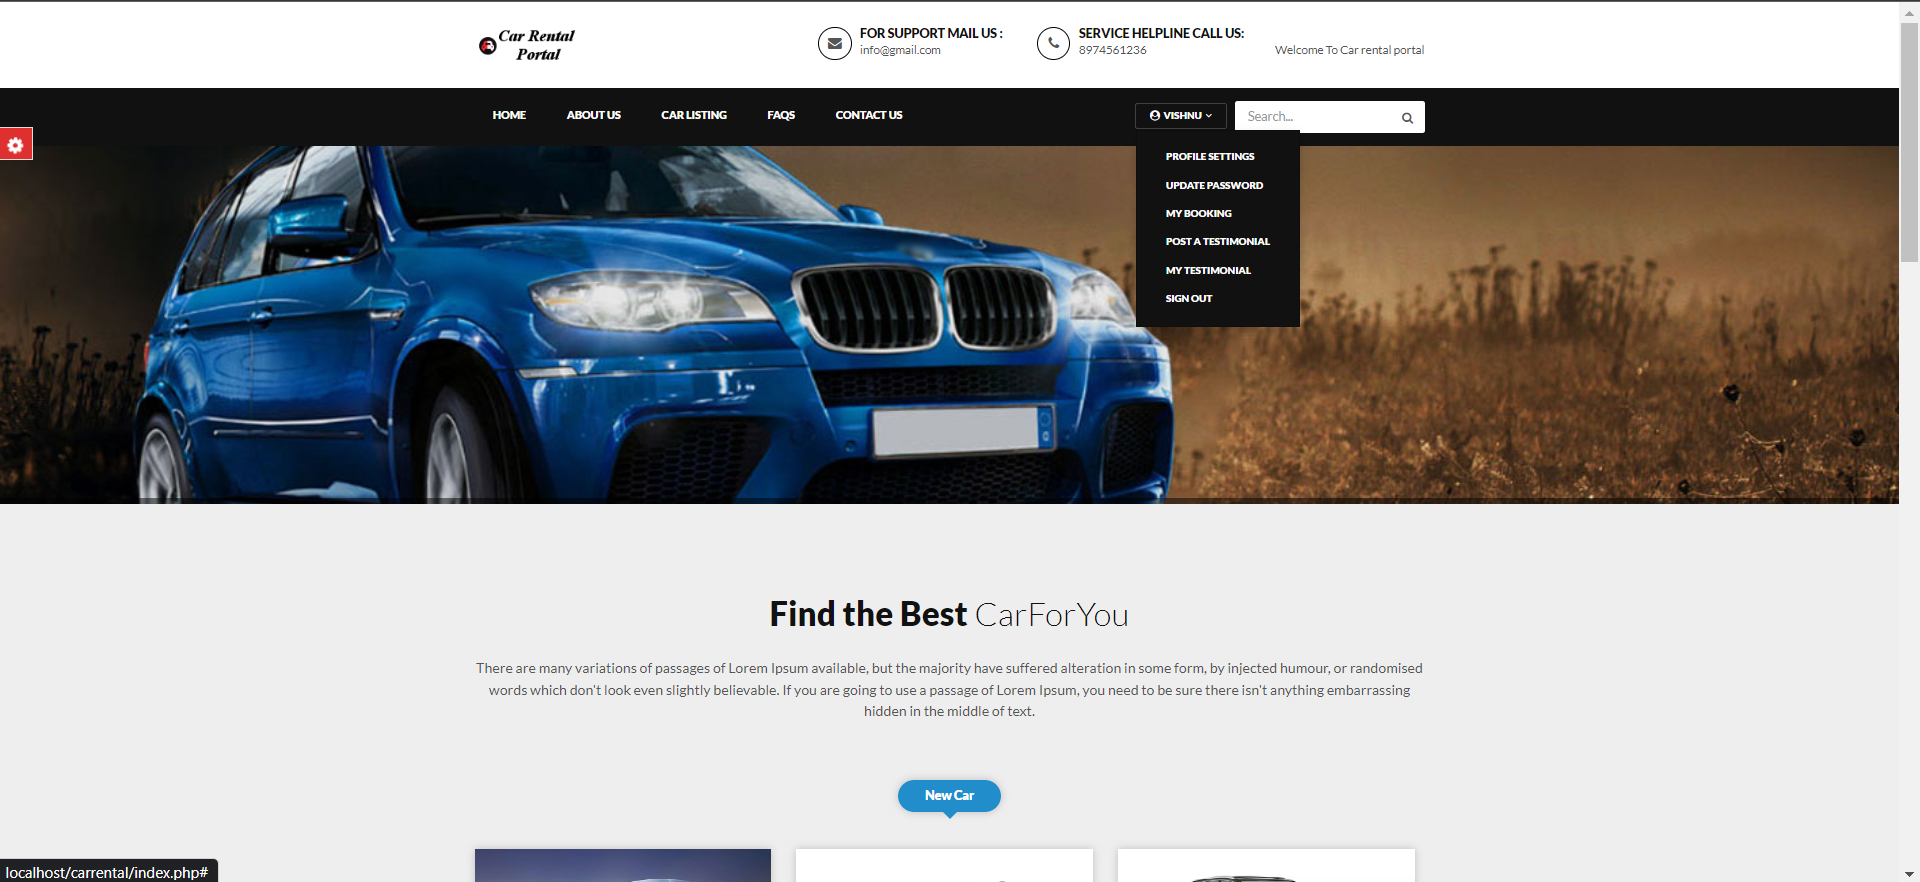 Car Rental
Portal
FOR SUPPORT MAIL US :
info@gmail.com
SERVICE HELPLINE CALL US:
8974561236
Welcome To Car rental portal
HOME
ABOUT US
CAR LISTING
FAQS
CONTACT US
VISHNU
Search...
PROFILE SETTINGS
UPDATE PASSWORD
MY BOOKING
POST A TESTIMONIAL
MY TESTIMONIAL
SIGN OUT
Find the Best CarForYou
There are many variations of passages of Lorem Ipsum available, but the majority have suffered alteration in some form, by injected humour, or randomised
words which don't look even slightly believable. If you are going to use a passage of Lorem Ipsum, you need to be sure there isn't anything embarrassing
hidden in the middle of text.
New Car
localhost/carrental/index.php#